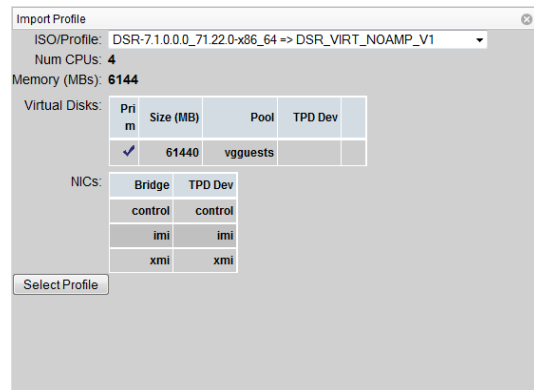 Import Profile
ISO/Profile: DSR-7.1.0.0.0_71.22.0-x86_64 => DSR_VIRT_NOAMP_V1
Num CPUs: 4
Memory (MBs): 6144
Virtual Disks:
Prim Size (MB) Pool TPD Dev
61440 vgguests
NICs:
Bridge TPD Dev
control control
imi imi
xmi xmi
Select Profile